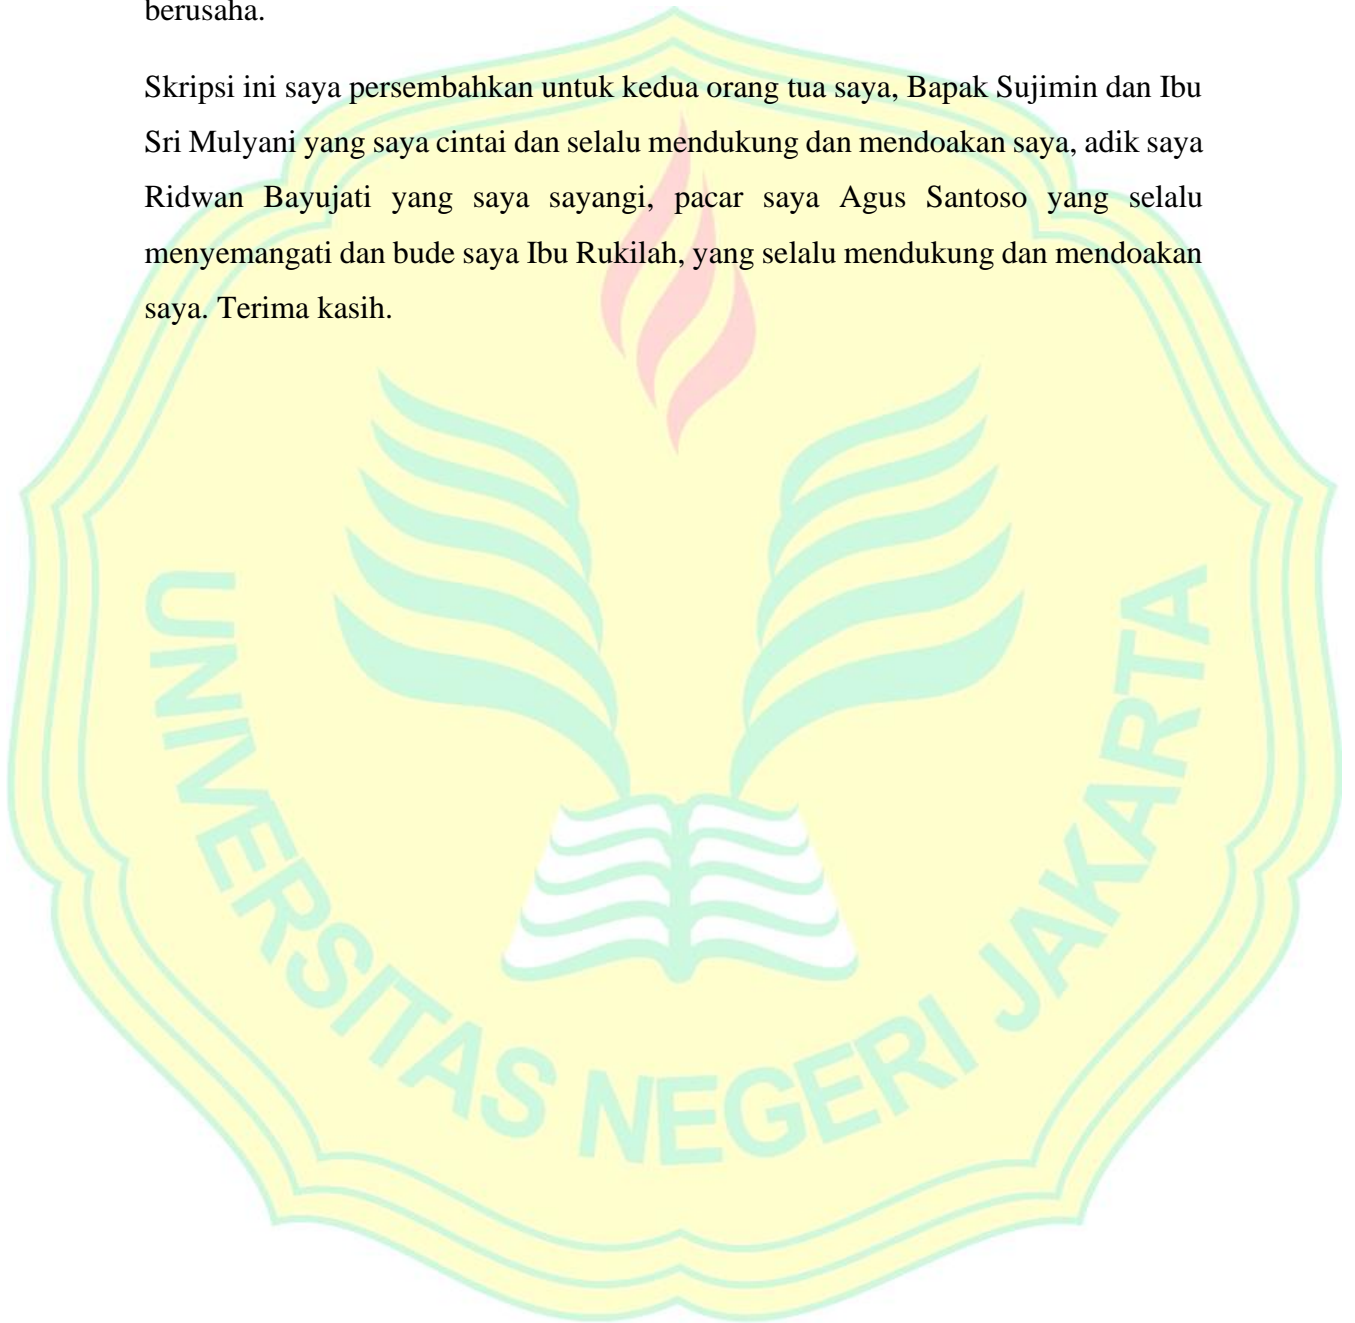 berusaha.
Skripsi ini saya persembahkan untuk kedua orang tua saya, Bapak Sujimin dan Ibu
Sri Mulyani yang saya cintai dan selalu mendukung dan mendoakan saya, adik saya
Ridwan Bayujati yang saya sayangi, pacar saya Agus Santoso yang selalu
menyemangati dan bude saya Ibu Rukilah, yang selalu mendukung dan mendoakan
saya. Terima kasih.
UNIVERSITAS NEGERI JAKARTA